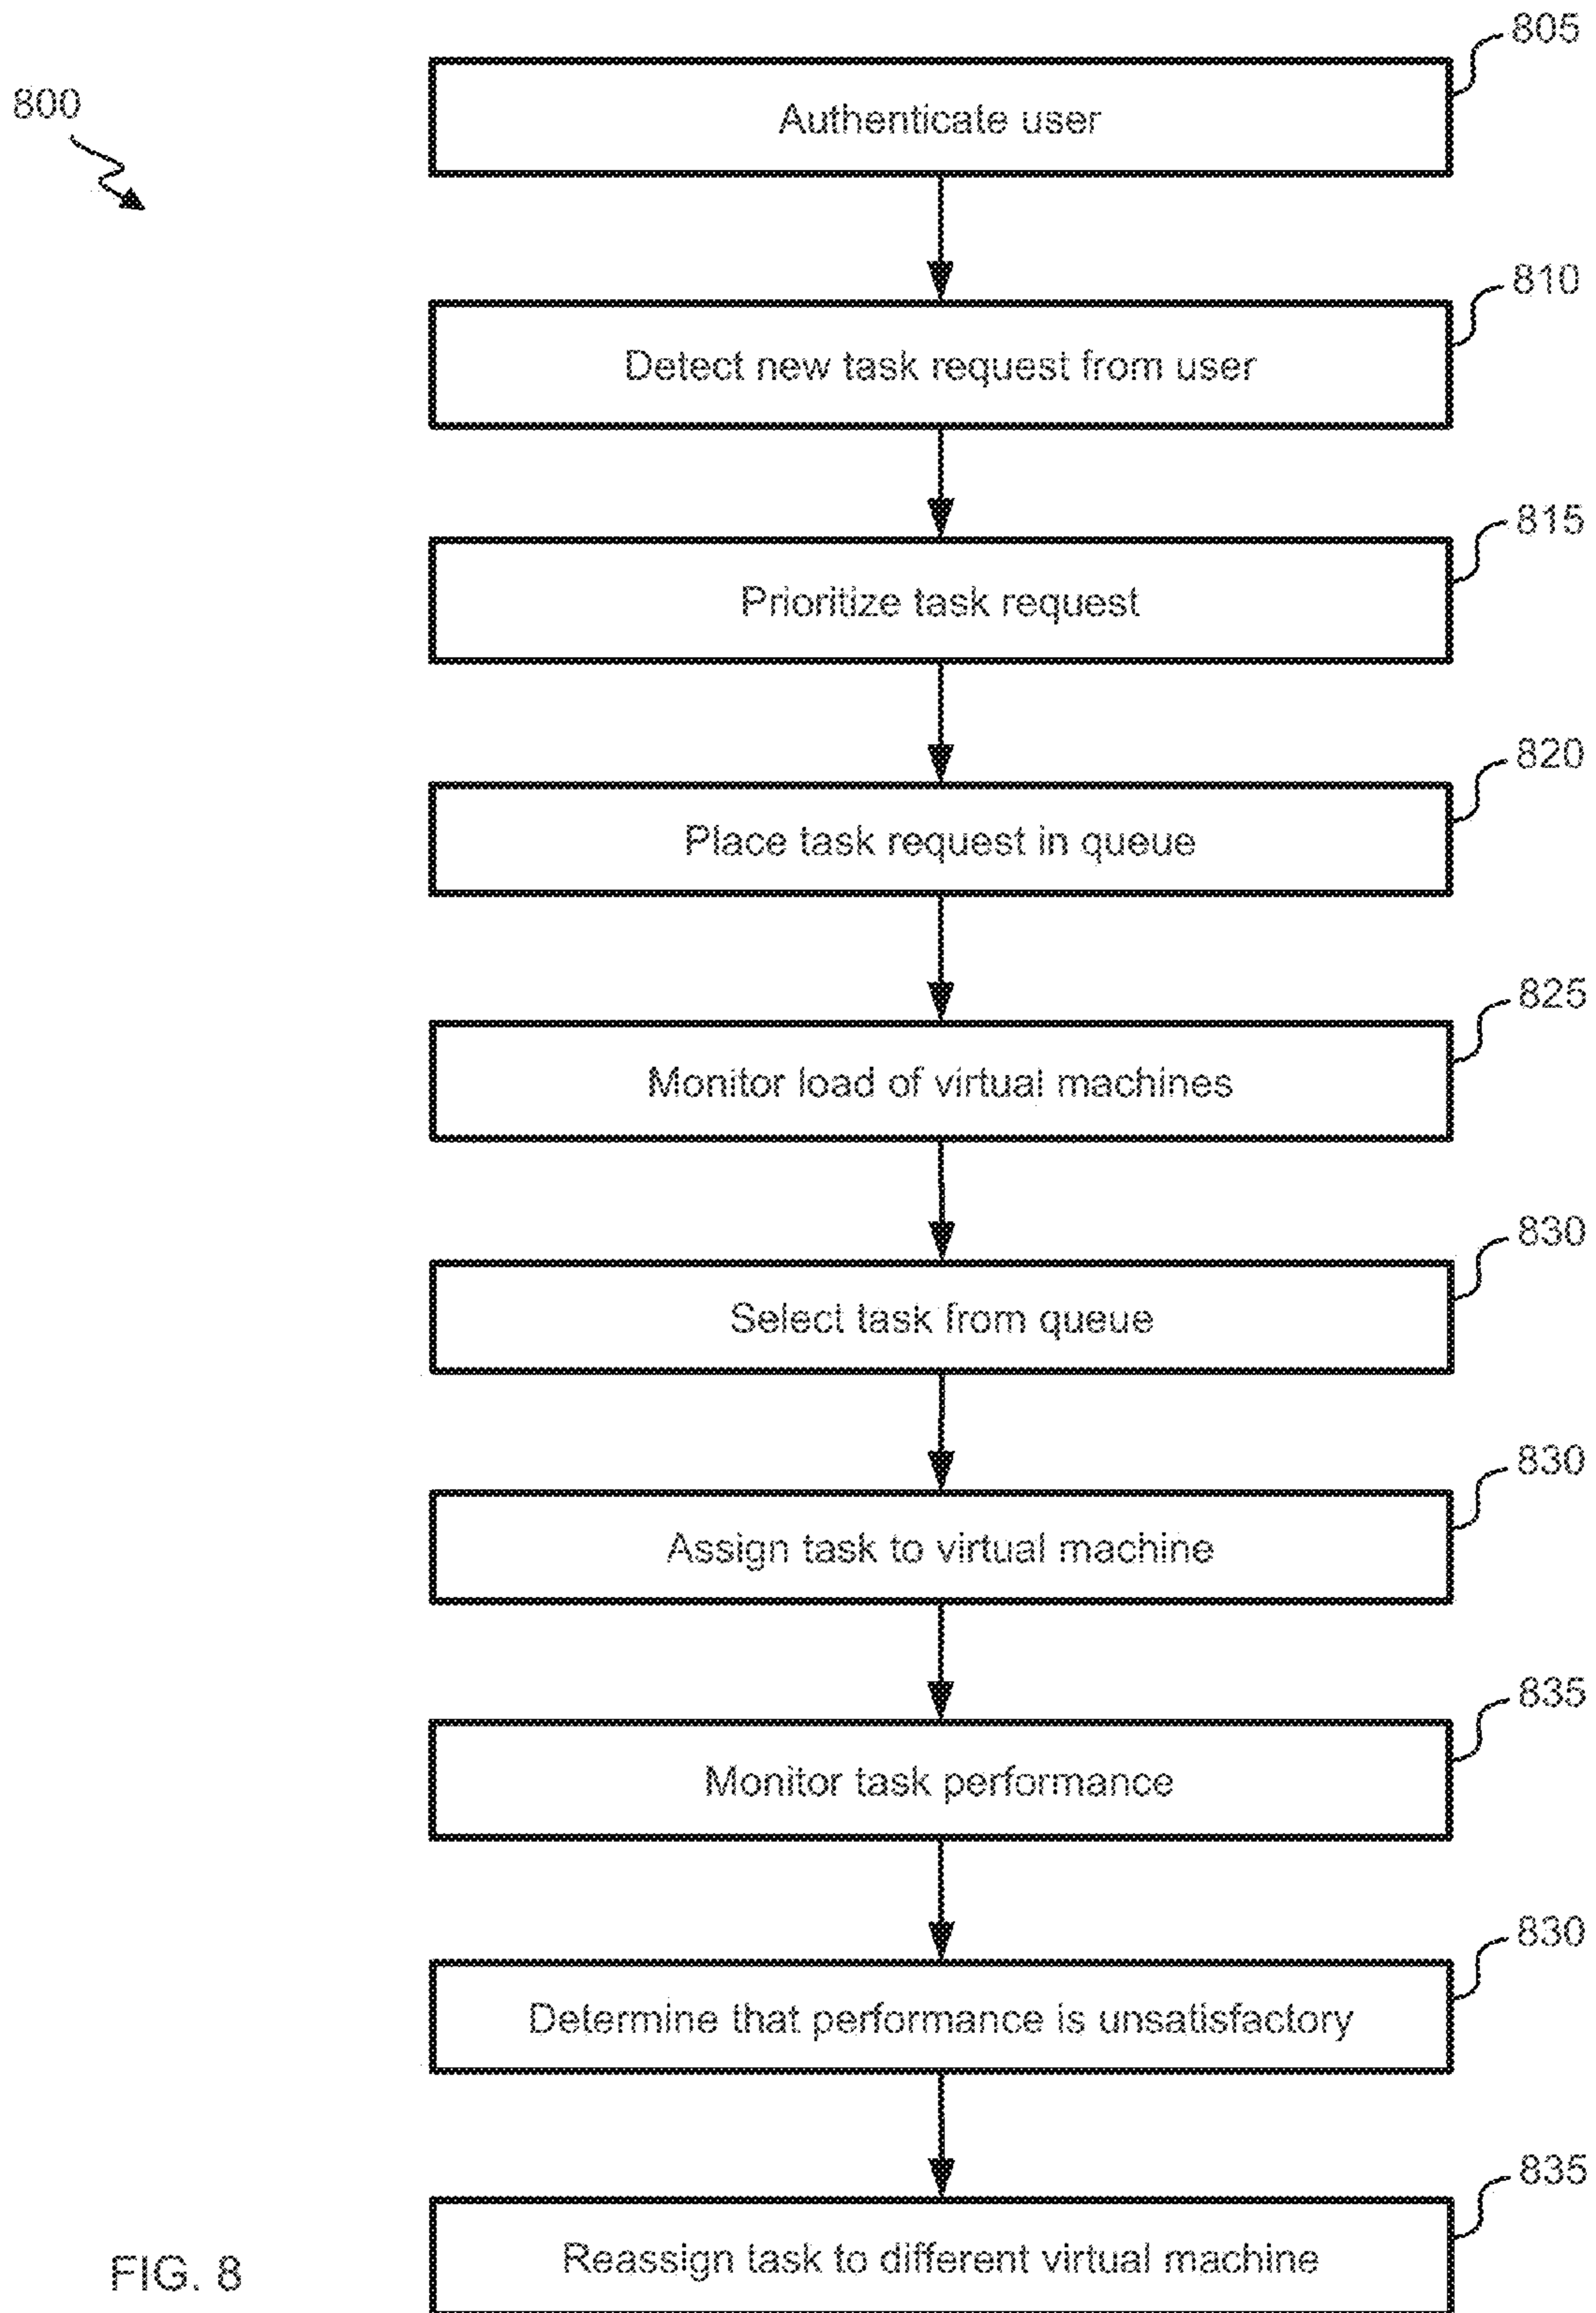 805
800
Authenticate user
810
Detect new task request from user
815
Prioritize task request
820
Place task request in queue
825
Monitor load of virtual machines
830
Select task from queue
830
Assign task to virtual machine
835
Monitor task performance
830
Determine that performance is unsatisfactory
835
Reassign task to different virtual machine
FIG. 8